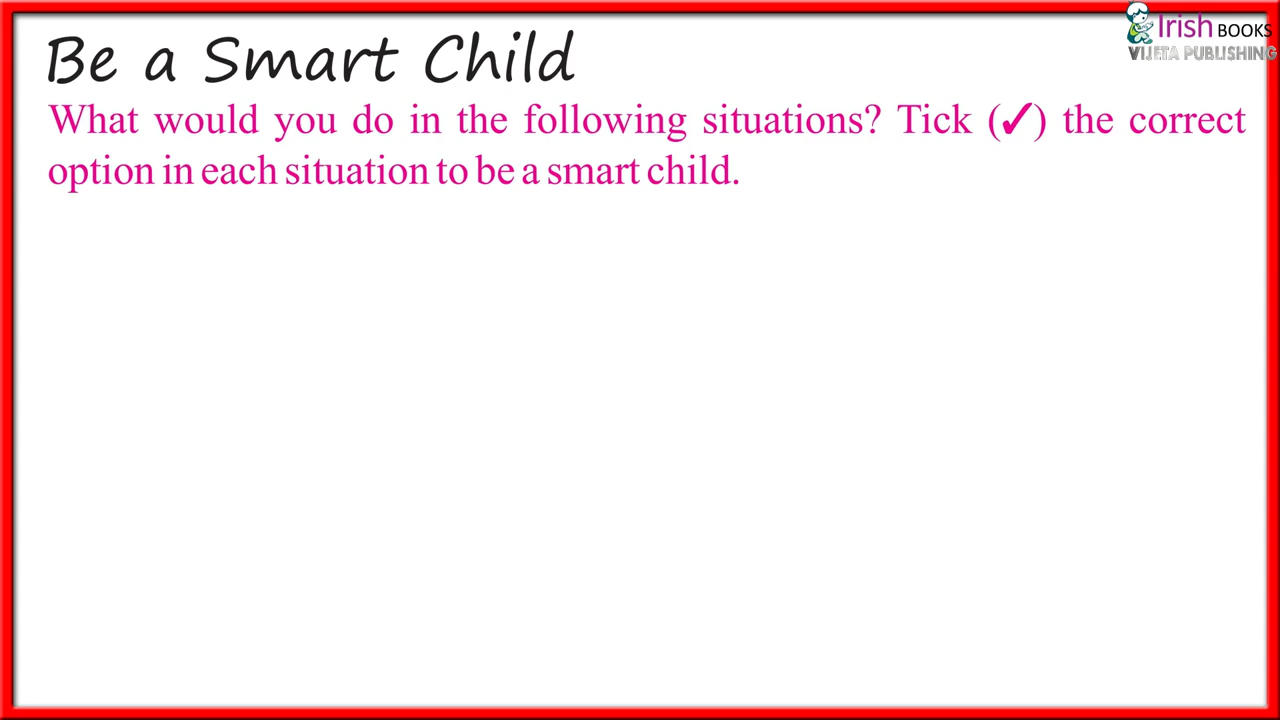 Be a Smart Child
Irish BOOKS
VIJETA PUBLISHING
What would you do in the following situations? Tick (✓) the correct
option in each situation to be a smart child.